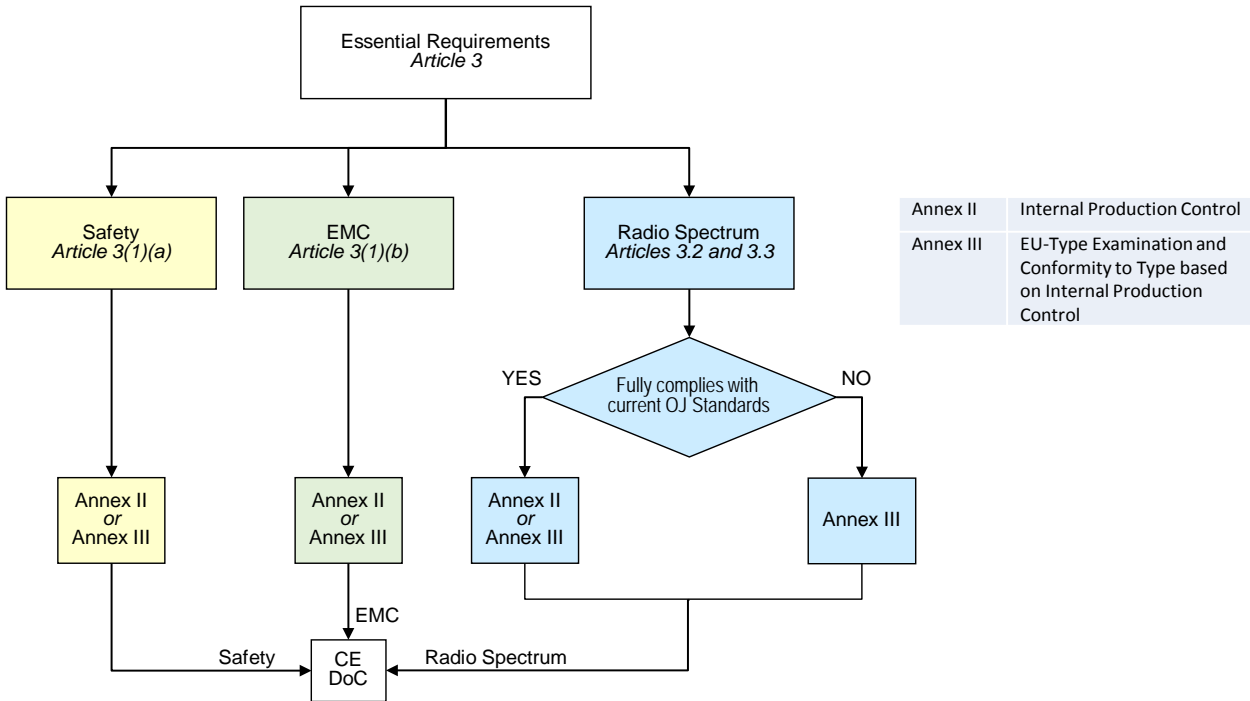 Essential Requirements
Article 3
Safety
Article 3(1)(a)
EMC
Article 3(1)(b)
Radio Spectrum
Articles 3.2 and 3.3
Annex II
Internal Production Control
Annex III
EU-Type Examination and
Conformity to Type based
on Internal Production
Control
YES
Fully complies with
current OJ Standards
NO
Annex II
or
Annex III
Annex II
or
Annex III
Annex II
or
Annex III
Annex III
EMC
Safety
CE
DoC
Radio Spectrum